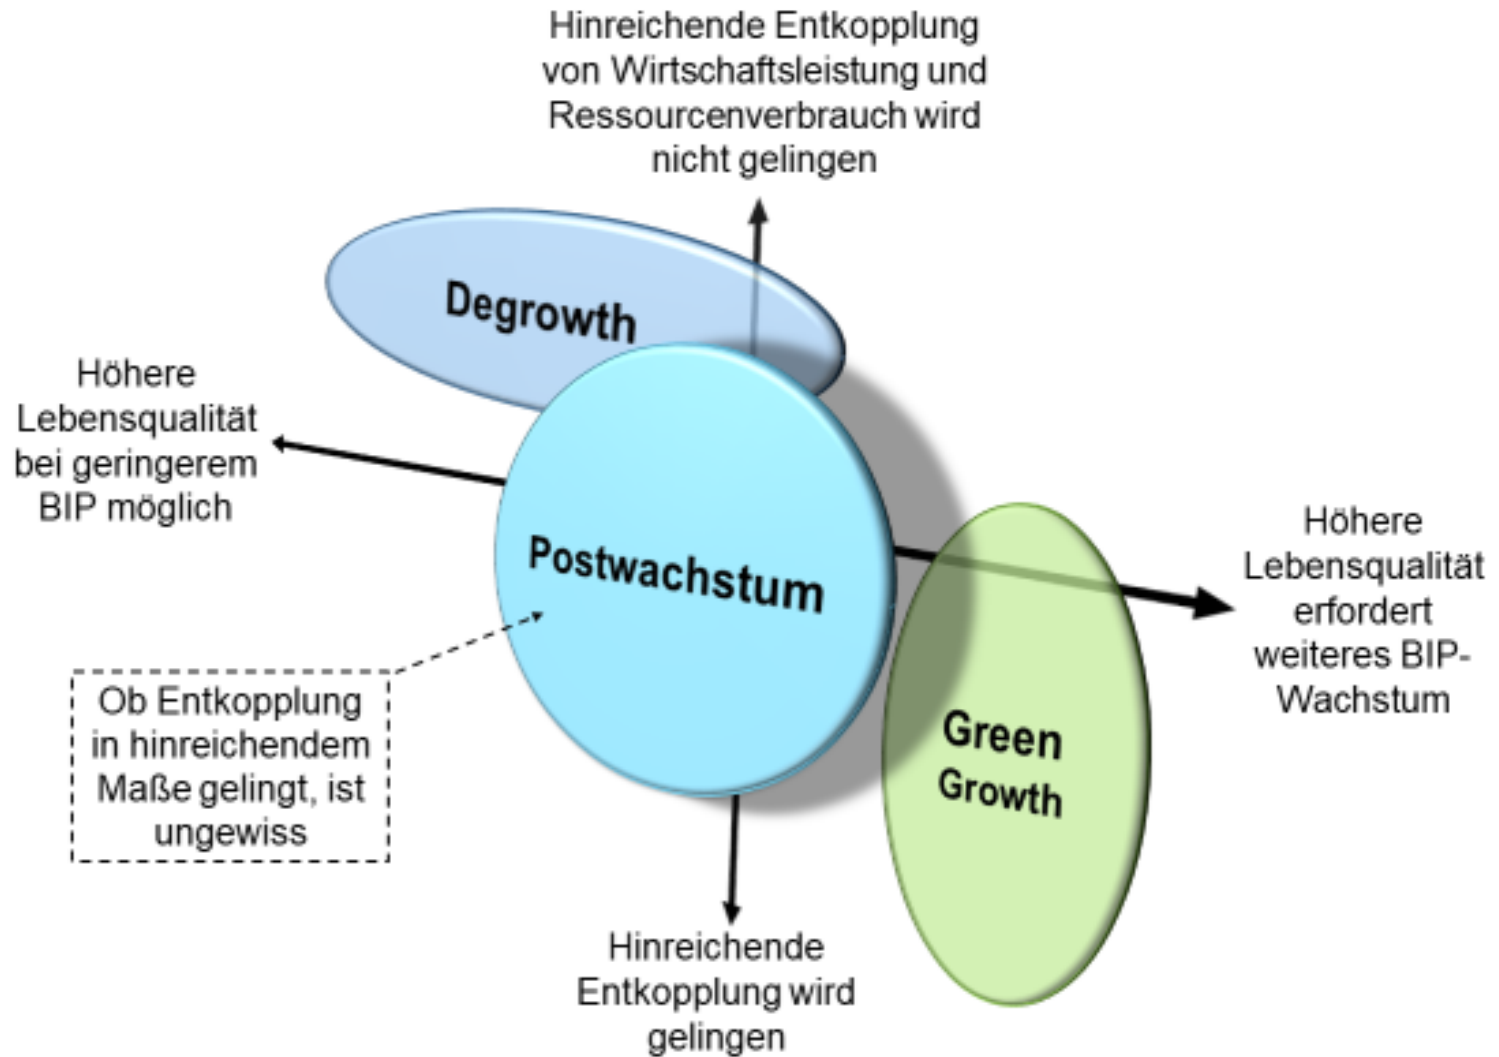 Hinreichende Entkopplung
von Wirtschaftsleistung und
Ressourcenverbrauch wird
nicht gelingen
Degrowth
Höhere
Lebensqualität
bei geringerem
BIP möglich
Postwachstum
Höhere
Lebensqualität
erfordert
weiteres BIP-
Wachstum
Ob Entkopplung
in hinreichendem
Maße gelingt, ist
ungewiss
Green
Growth
Hinreichende
Entkopplung wird
gelingen